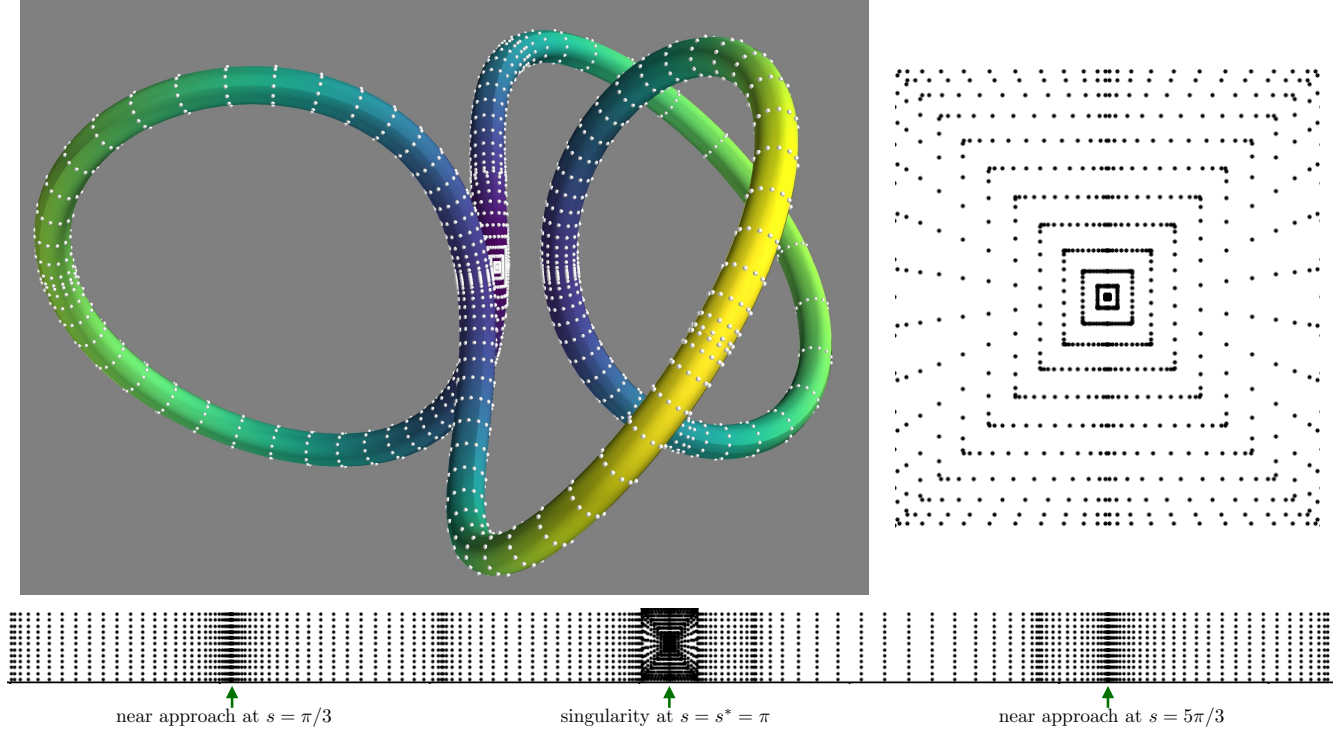 near approach at s = π/3
singularity at s = s* = π
near approach at s = 5π/3